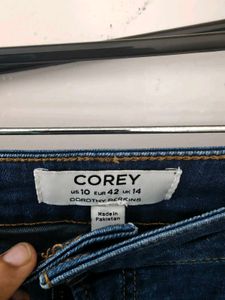 COREY
US 10 EUR 42 UK 14
DOROTHY PERKINS
Made in
Pakistan